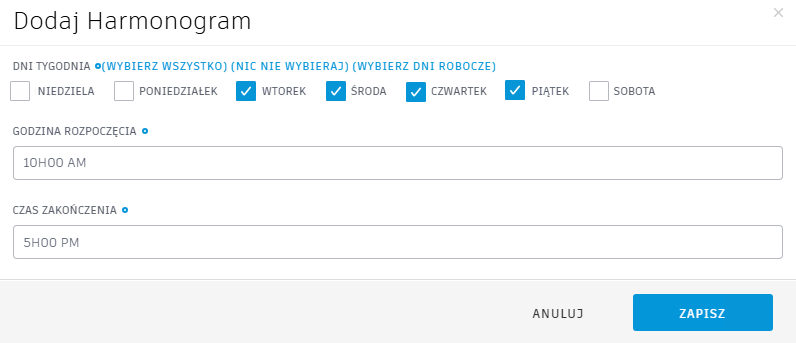 Dodaj Harmonogram
DNI TYGODNIA (WYBIERZ WSZYSTKO) (NIC NIE WYBIERAJ) (WYBIERZ DNI ROBOCZE)
NIEDZIELA PONIEDZIAŁEK WTOREK ŚRODA CZWARTEK PIĄTEK SOBOTA
GODZINA ROZPOCZĘCIA
10H00 AM
CZAS ZAKOŃCZENIA
5H00 PM
ANULUJ ZAPISZ